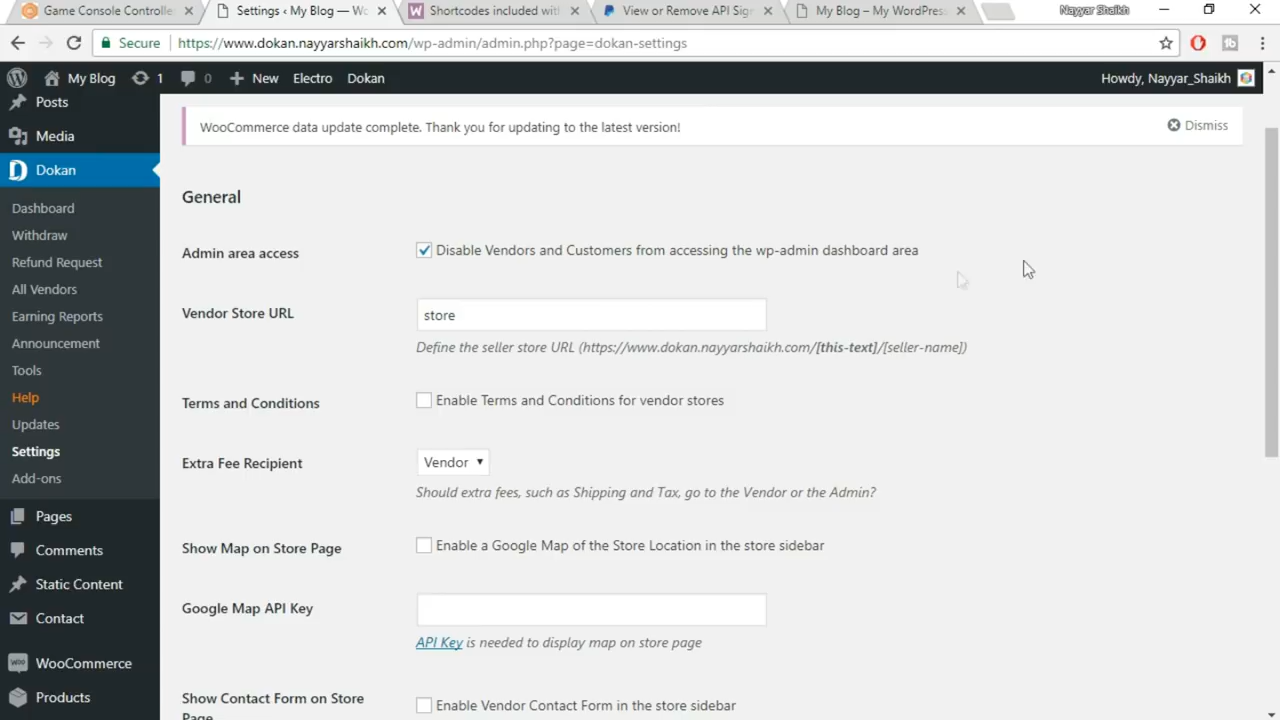 Game Console Controlle
Settings ‹ My Blog — Wo
Shortcodes included with
View or Remove API Sig
My Blog – My WordPres
Nayyar Shaikh
Secure
https://www.dokan.nayyarshaikh.com/wp-admin/admin.php?page=dokan-settings
My Blog
1
0
New
Electro
Dokan
Howdy, Nayyar_Shaikh
Posts
Media
Dokan
Dashboard
Withdraw
Refund Request
All Vendors
Earning Reports
Announcement
Tools
Help
Updates
Settings
Add-ons
Pages
Comments
Static Content
Contact
WooCommerce
Products
WooCommerce data update complete. Thank you for updating to the latest version!
Dismiss
General
Admin area access
Disable Vendors and Customers from accessing the wp-admin dashboard area
Vendor Store URL
store
Define the seller store URL (https://www.dokan.nayyarshaikh.com/[this-text]/[seller-name])
Terms and Conditions
Enable Terms and Conditions for vendor stores
Extra Fee Recipient
Vendor
Should extra fees, such as Shipping and Tax, go to the Vendor or the Admin?
Show Map on Store Page
Enable a Google Map of the Store Location in the store sidebar
Google Map API Key
API Key is needed to display map on store page
Show Contact Form on Store
Page
Enable Vendor Contact Form in the store sidebar